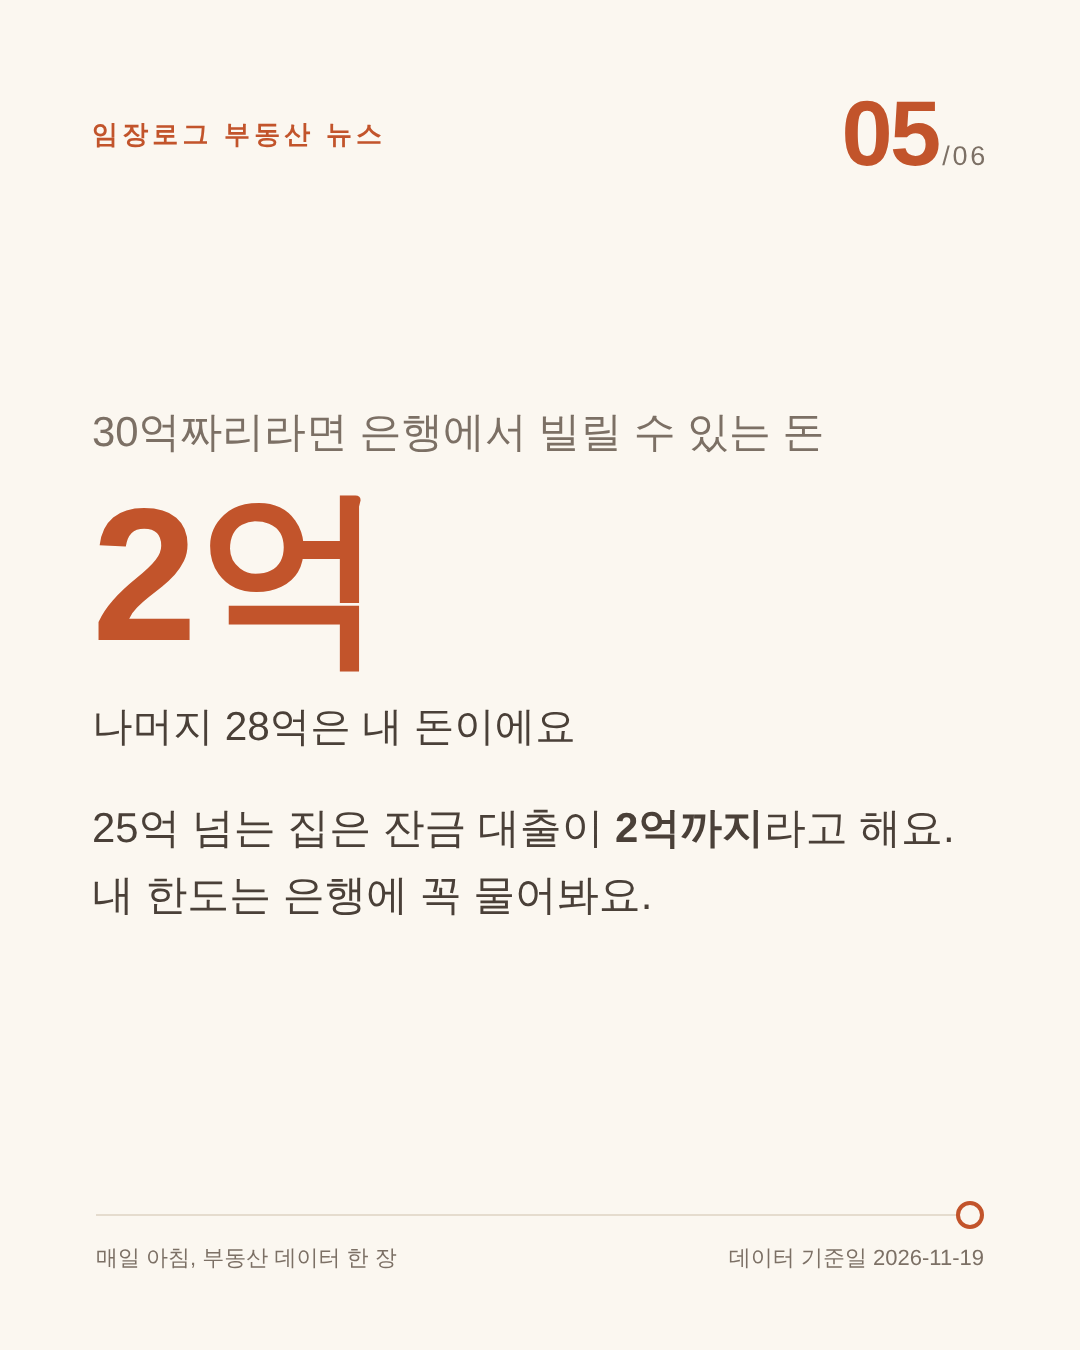 임장로그 부동산 뉴스
05/06
30억짜리라면 은행에서 빌릴 수 있는 돈
2억
나머지 28억은 내 돈이에요
25억 넘는 집은 잔금 대출이 2억까지라고 해요.
내 한도는 은행에 꼭 물어봐요.
매일 아침, 부동산 데이터 한 장
데이터 기준일 2026-11-19